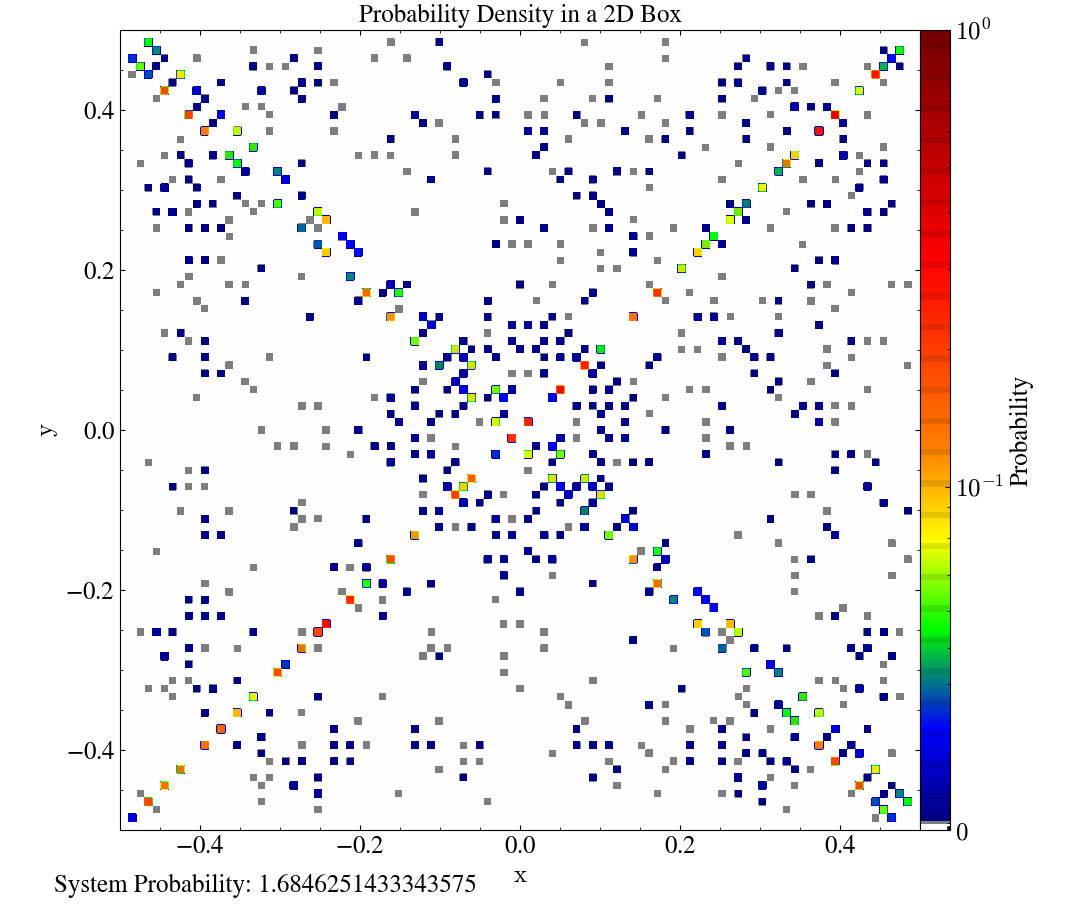 Probability Density in a 2D Box
10^0
0.4
0.2
0.0
−0.2
−0.4
y
10^−1
0
Probability
−0.4 −0.2 0.0 0.2 0.4
x
System Probability: 1.6846251433343575